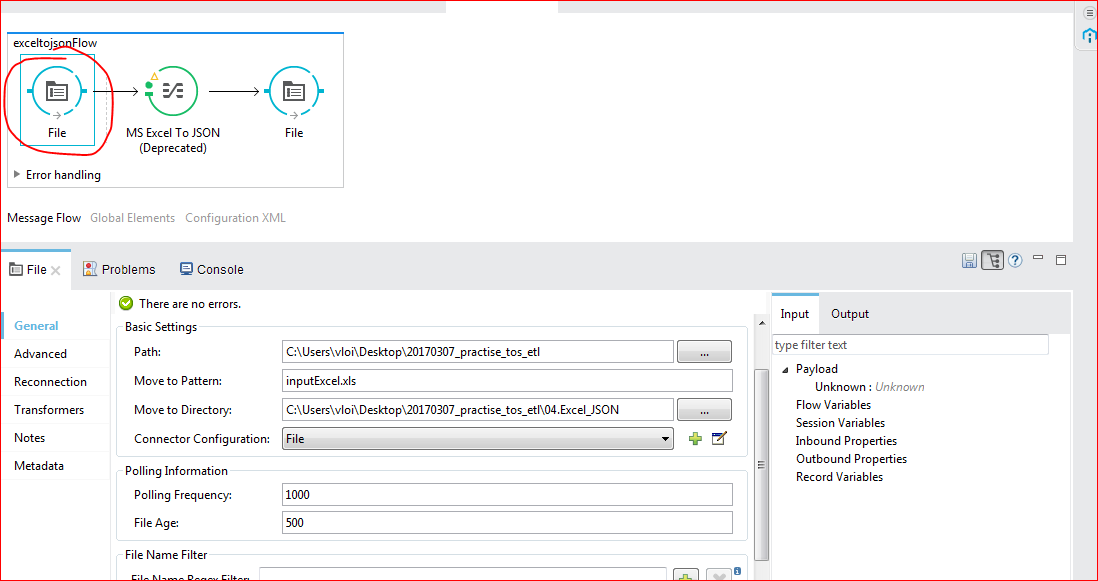 exceltojsonFlow
File
MS Excel To JSON
(Deprecated)
File
Error handling
Message Flow Global Elements Configuration XML
File Problems Console
There are no errors.
General
Advanced
Reconnection
Transformers
Notes
Metadata
Basic Settings
Path: C:\Users\vloi\Desktop\20170307_practise_tos_etl ...
Move to Pattern: inputExcel.xls
Move to Directory: C:\Users\vloi\Desktop\20170307_practise_tos_etl\04.Excel_JSON ...
Connector Configuration: File
Polling Information
Polling Frequency: 1000
File Age: 500
File Name Filter
File Name Regex Filter:
Input Output
type filter text
Payload
Unknown : Unknown
Flow Variables
Session Variables
Inbound Properties
Outbound Properties
Record Variables